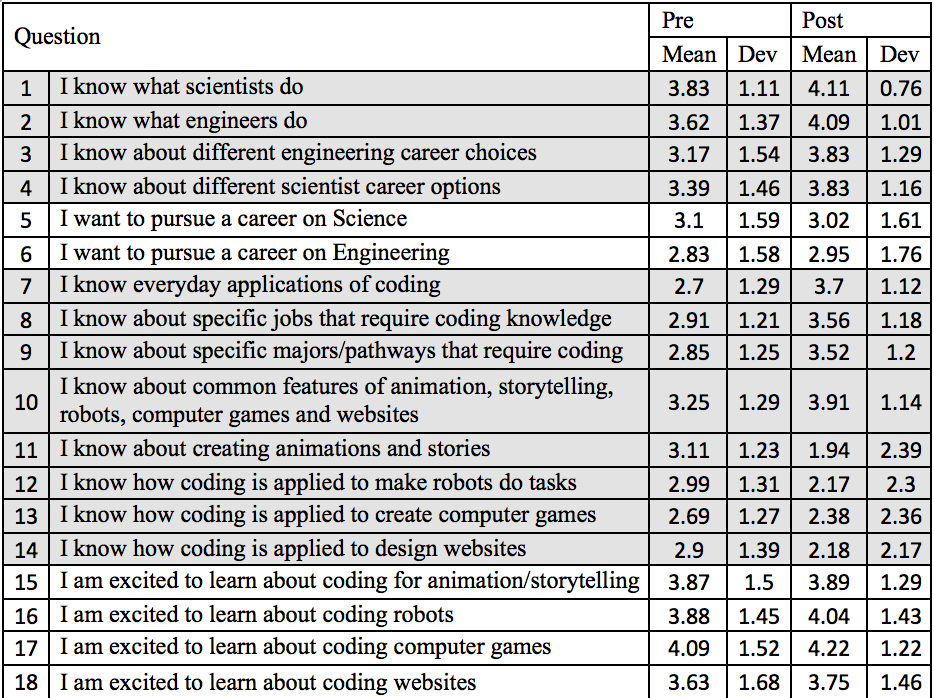 Question Pre Post
Mean Dev Mean Dev
1 I know what scientists do 3.83 1.11 4.11 0.76
2 I know what engineers do 3.62 1.37 4.09 1.01
3 I know about different engineering career choices 3.17 1.54 3.83 1.29
4 I know about different scientist career options 3.39 1.46 3.83 1.16
5 I want to pursue a career on Science 3.1 1.59 3.02 1.61
6 I want to pursue a career on Engineering 2.83 1.58 2.95 1.76
7 I know everyday applications of coding 2.7 1.29 3.7 1.12
8 I know about specific jobs that require coding knowledge 2.91 1.21 3.56 1.18
9 I know about specific majors/pathways that require coding 2.85 1.25 3.52 1.2
10 I know about common features of animation, storytelling,
robots, computer games and websites 3.25 1.29 3.91 1.14
11 I know about creating animations and stories 3.11 1.23 1.94 2.39
12 I know how coding is applied to make robots do tasks 2.99 1.31 2.17 2.3
13 I know how coding is applied to create computer games 2.69 1.27 2.38 2.36
14 I know how coding is applied to design websites 2.9 1.39 2.18 2.17
15 I am excited to learn about coding for animation/storytelling 3.87 1.5 3.89 1.29
16 I am excited to learn about coding robots 3.88 1.45 4.04 1.43
17 I am excited to learn about coding computer games 4.09 1.52 4.22 1.22
18 I am excited to learn about coding websites 3.63 1.68 3.75 1.46